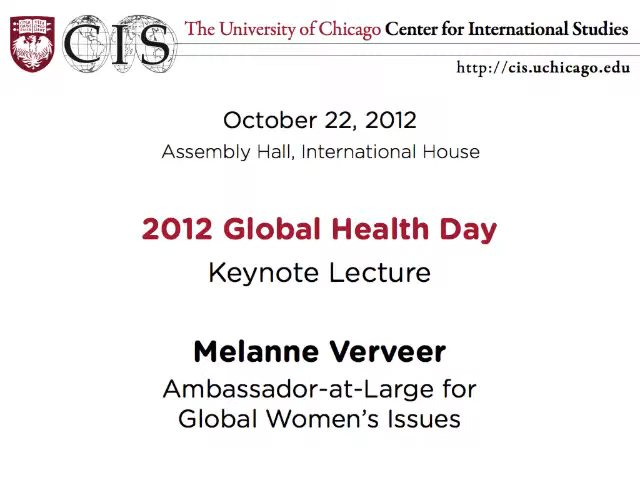 CIS The University of Chicago Center for International Studies
http://cis.uchicago.edu
October 22, 2012
Assembly Hall, International House
2012 Global Health Day
Keynote Lecture
Melanne Verveer
Ambassador-at-Large for
Global Women's Issues